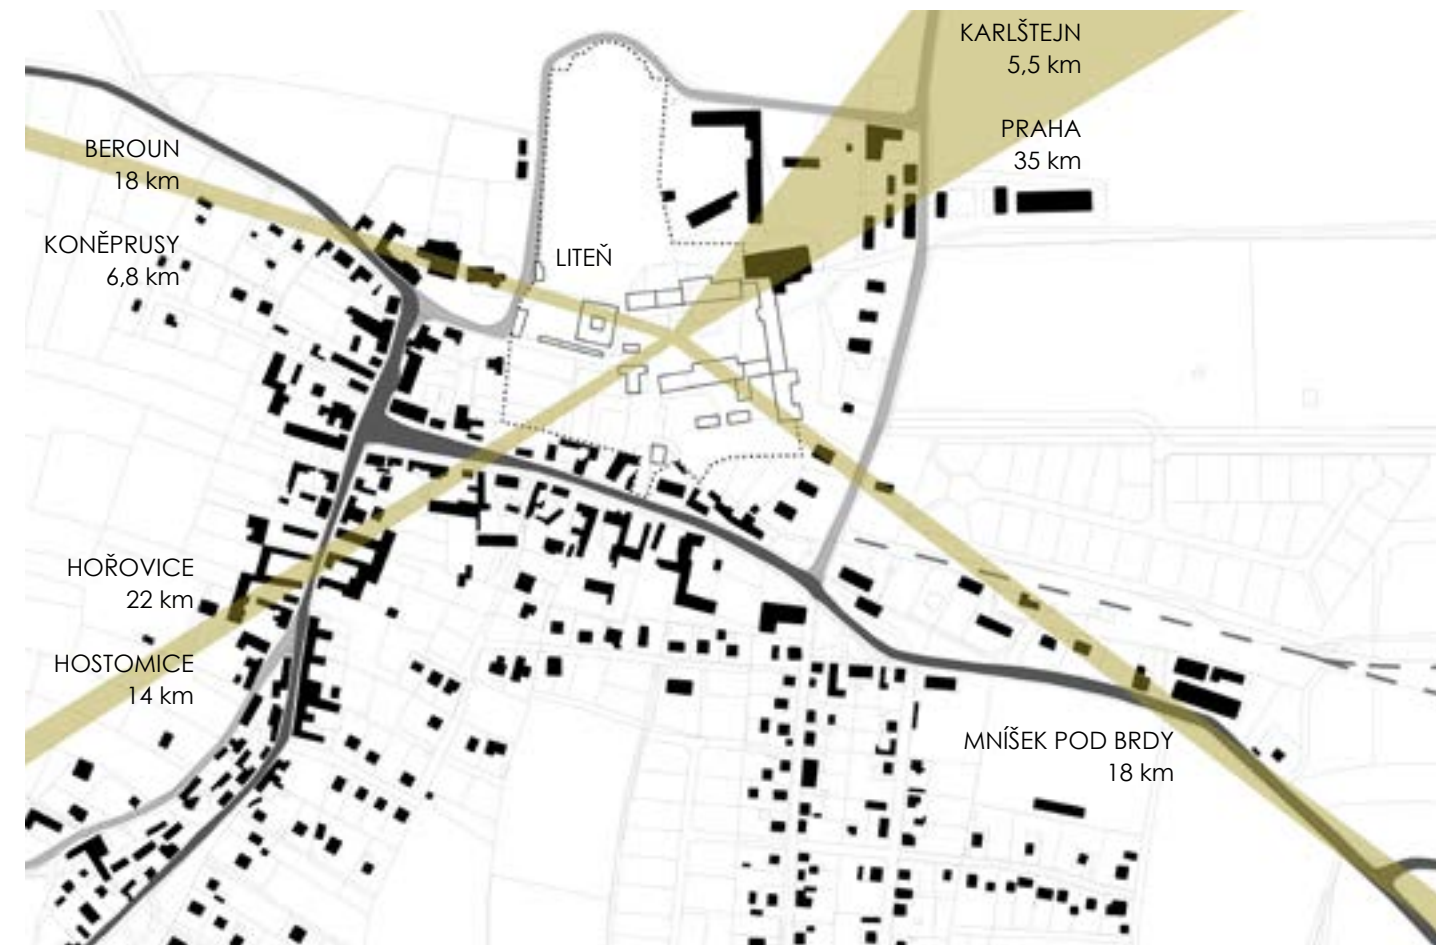 KARLŠTEJN
5,5 km
PRAHA
35 km
BEROUN
18 km
KONĚPRUSY
6,8 km
LITEŇ
HOŘOVICE
22 km
HOSTOMICE
14 km
MNÍŠEK POD BRDY
18 km